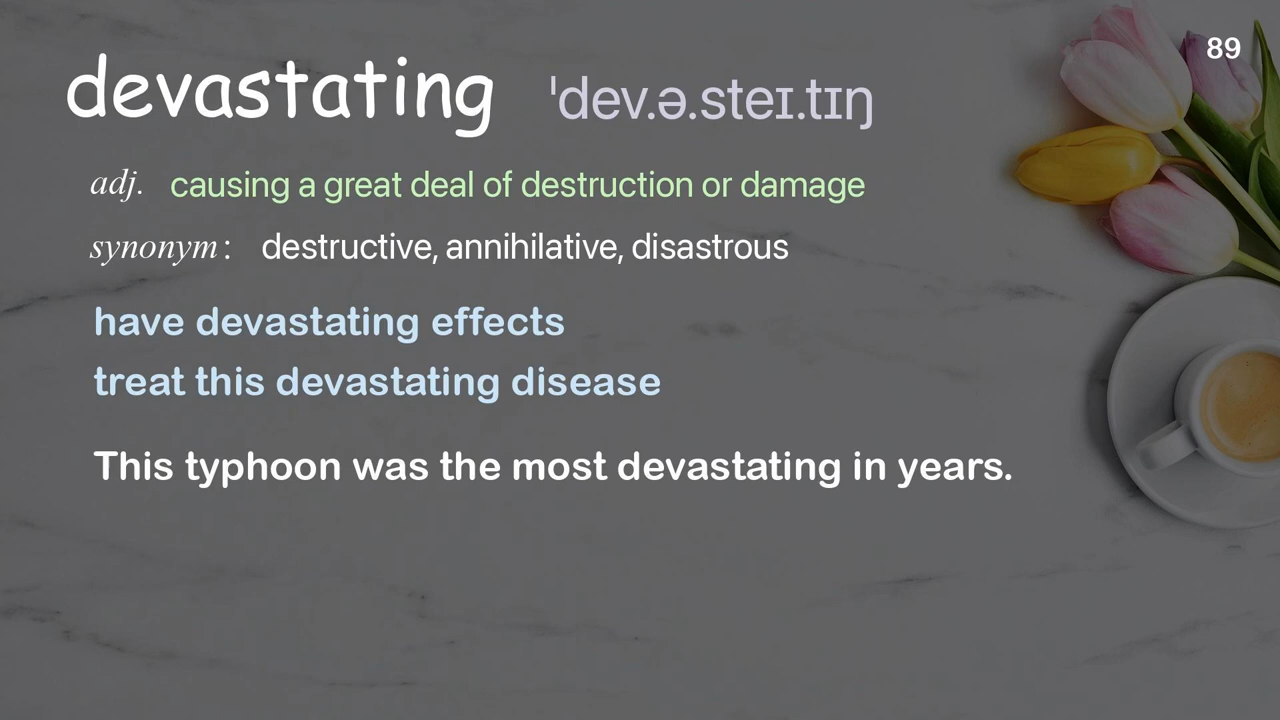 89
devastating ˈdev.ə.steɪ.tɪŋ
adj. causing a great deal of destruction or damage
synonym: destructive, annihilative, disastrous
have devastating effects
treat this devastating disease
This typhoon was the most devastating in years.